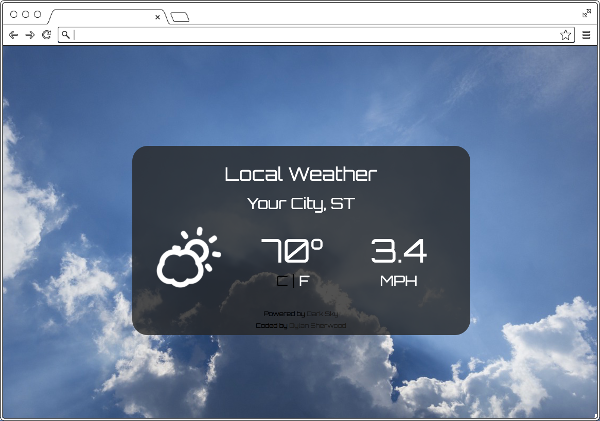 Local Weather
Your City, ST
70° 3.4
C | F MPH
Powered by Dark Sky
Coded by Dylan Sherwood